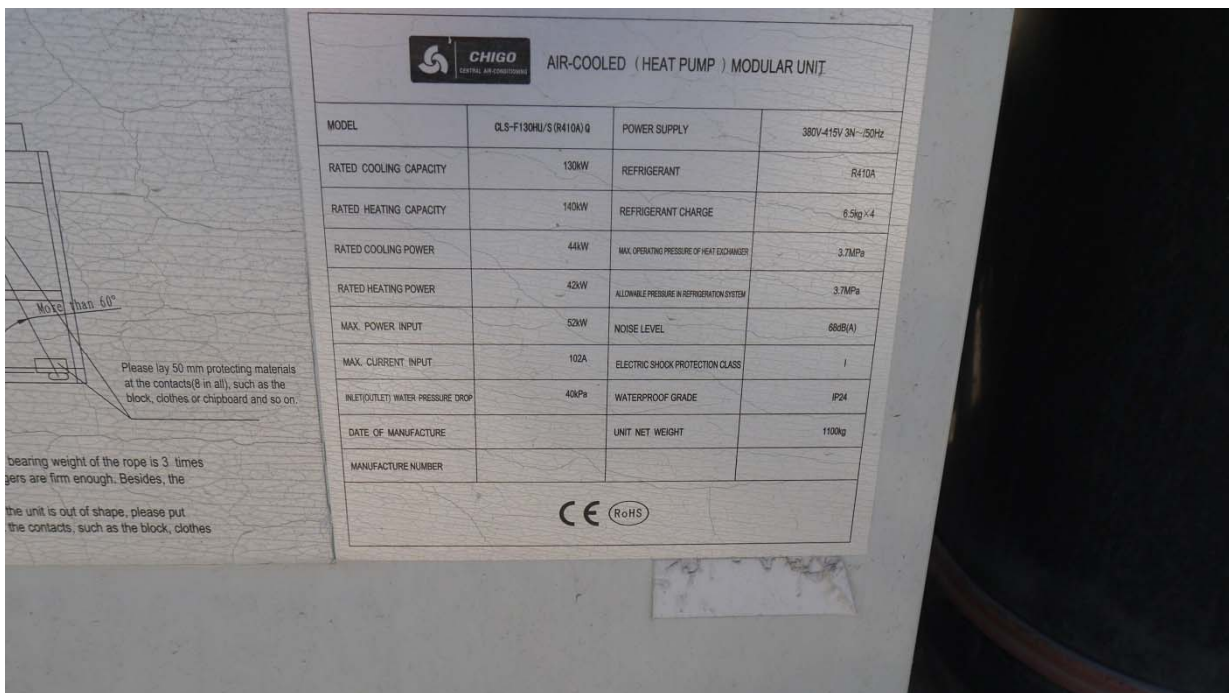 CHIGO
CENTRAL AIR-CONDITIONING
AIR-COOLED (HEAT PUMP) MODULAR UNIT
MODEL CLS-F130HU/S(R410A)Q POWER SUPPLY 380V-415V 3N~/50Hz
RATED COOLING CAPACITY 130kW REFRIGERANT R410A
RATED HEATING CAPACITY 140kW REFRIGERANT CHARGE 6.5kg×4
RATED COOLING POWER 44kW MAX. OPERATING PRESSURE OF HEAT EXCHANGER 3.7MPa
RATED HEATING POWER 42kW ALLOWABLE PRESSURE IN REFRIGERATION SYSTEM 3.7MPa
MAX. POWER INPUT 52kW NOISE LEVEL 68dB(A)
MAX. CURRENT INPUT 102A ELECTRIC SHOCK PROTECTION CLASS I
INLET(OUTLET) WATER PRESSURE DROP 40kPa WATERPROOF GRADE IP24
DATE OF MANUFACTURE UNIT NET WEIGHT 1100kg
MANUFACTURE NUMBER
CE RoHS
More than 60°
Please lay 50 mm protecting materials
at the contacts(8 in all), such as the
block, clothes or chipboard and so on.
bearing weight of the rope is 3 times
gers are firm enough. Besides, the
the unit is out of shape, please put
the contacts, such as the block, clothes